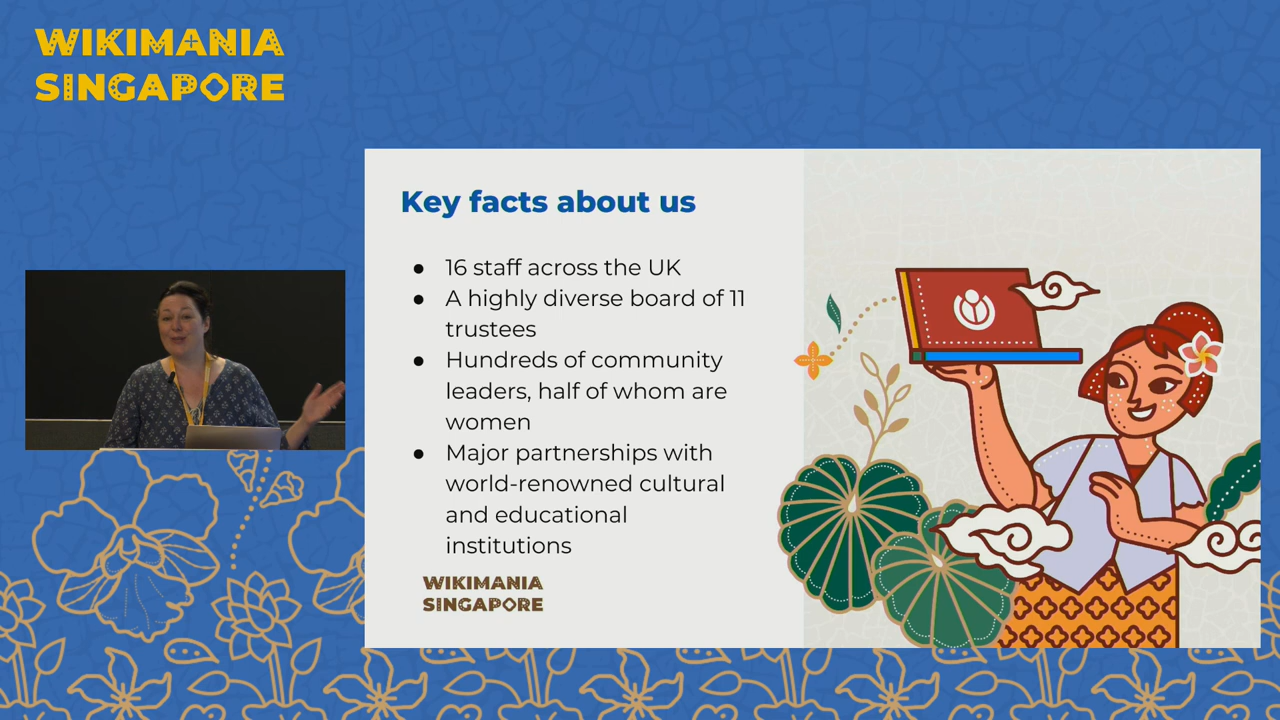 WIKIMANIA
SINGAPORE
Key facts about us
● 16 staff across the UK
● A highly diverse board of 11
trustees
● Hundreds of community
leaders, half of whom are
women
● Major partnerships with
world-renowned cultural
and educational
institutions
WIKIMANIA
SINGAPORE